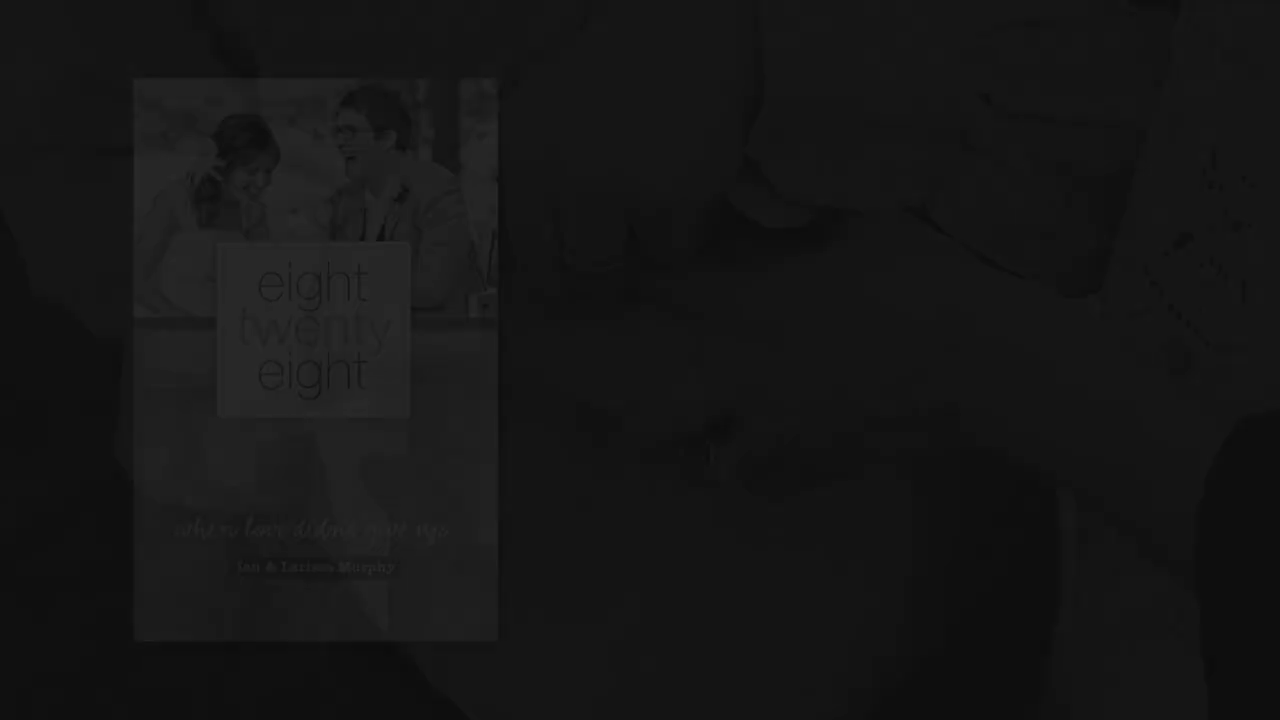 eight
twenty
eight
when love didn't give up
Ian & Larissa Murphy